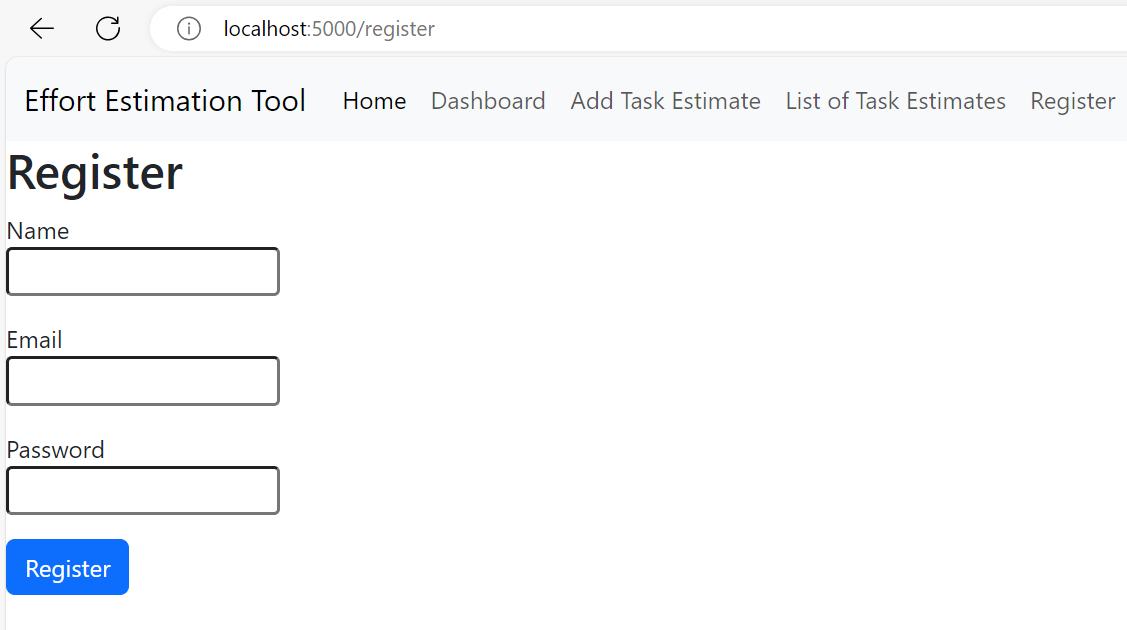 localhost:5000/register
Effort Estimation Tool Home Dashboard Add Task Estimate List of Task Estimates Register
Register
Name
Email
Password
Register